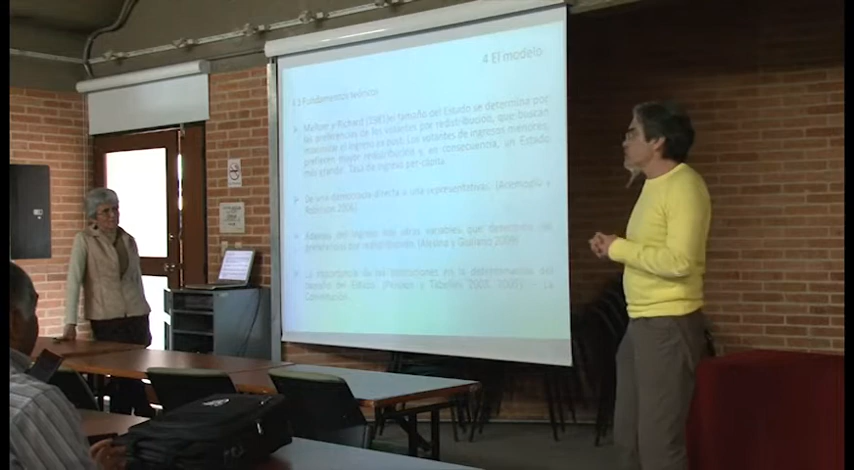 4 El modelo
4.3 Fundamentos teóricos
Meltzer y Richard (1981) el tamaño del Estado se determina por
las preferencias de los votantes por redistribución, que buscan
maximizar el ingreso ex post. Los votantes de ingresos menores,
prefieren mayor redistribución y, en consecuencia, un Estado
más grande. Tasa de ingreso per-cápita.
De una democracia directa a una representativa. (Acemoglu y
Robinson 2006)
Además del ingreso hay otras variables que determinan las
preferencias por redistribución. (Alesina y Giuliano 2009)
La importancia de las instituciones en la determinación del
tamaño del Estado. (Persson y Tabellini
La